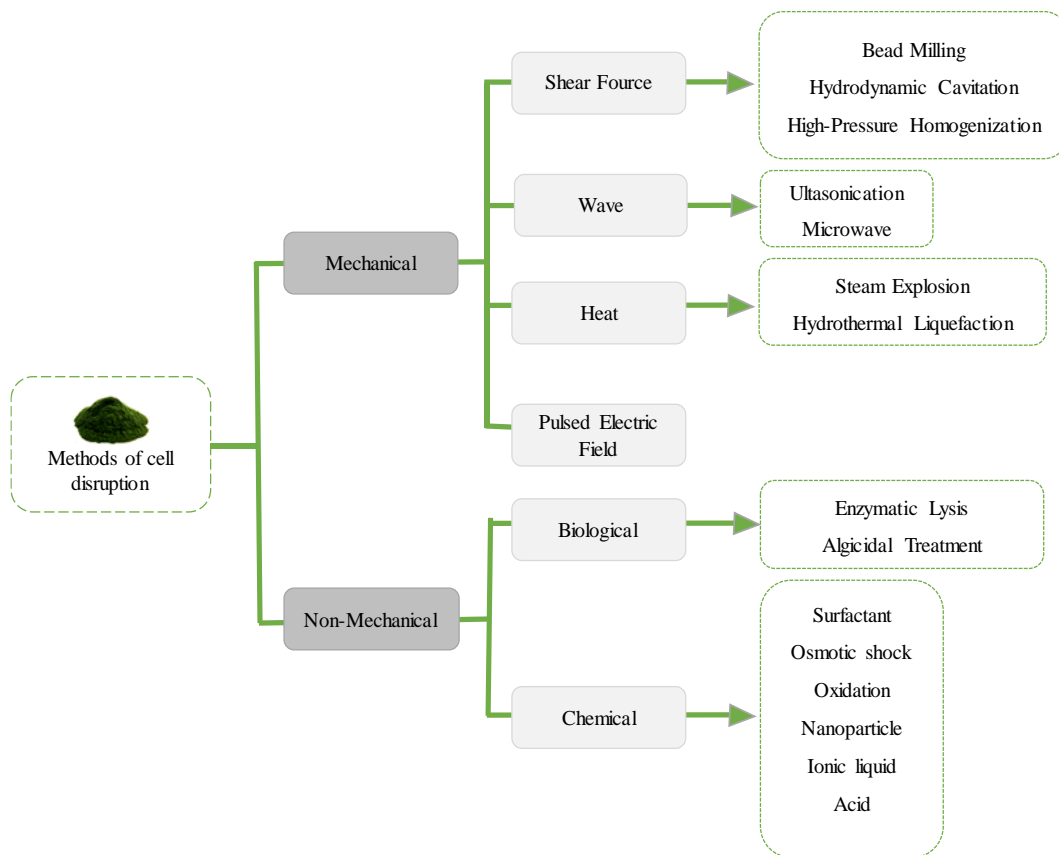 Methods of cell
disruption
Mechanical
Shear Fource
Bead Milling
Hydrodynamic Cavitation
High-Pressure Homogenization
Wave
Ultasonication
Microwave
Heat
Steam Explosion
Hydrothermal Liquefaction
Pulsed Electric
Field
Non-Mechanical
Biological
Enzymatic Lysis
Algicidal Treatment
Chemical
Surfactant
Osmotic shock
Oxidation
Nanoparticle
Ionic liquid
Acid